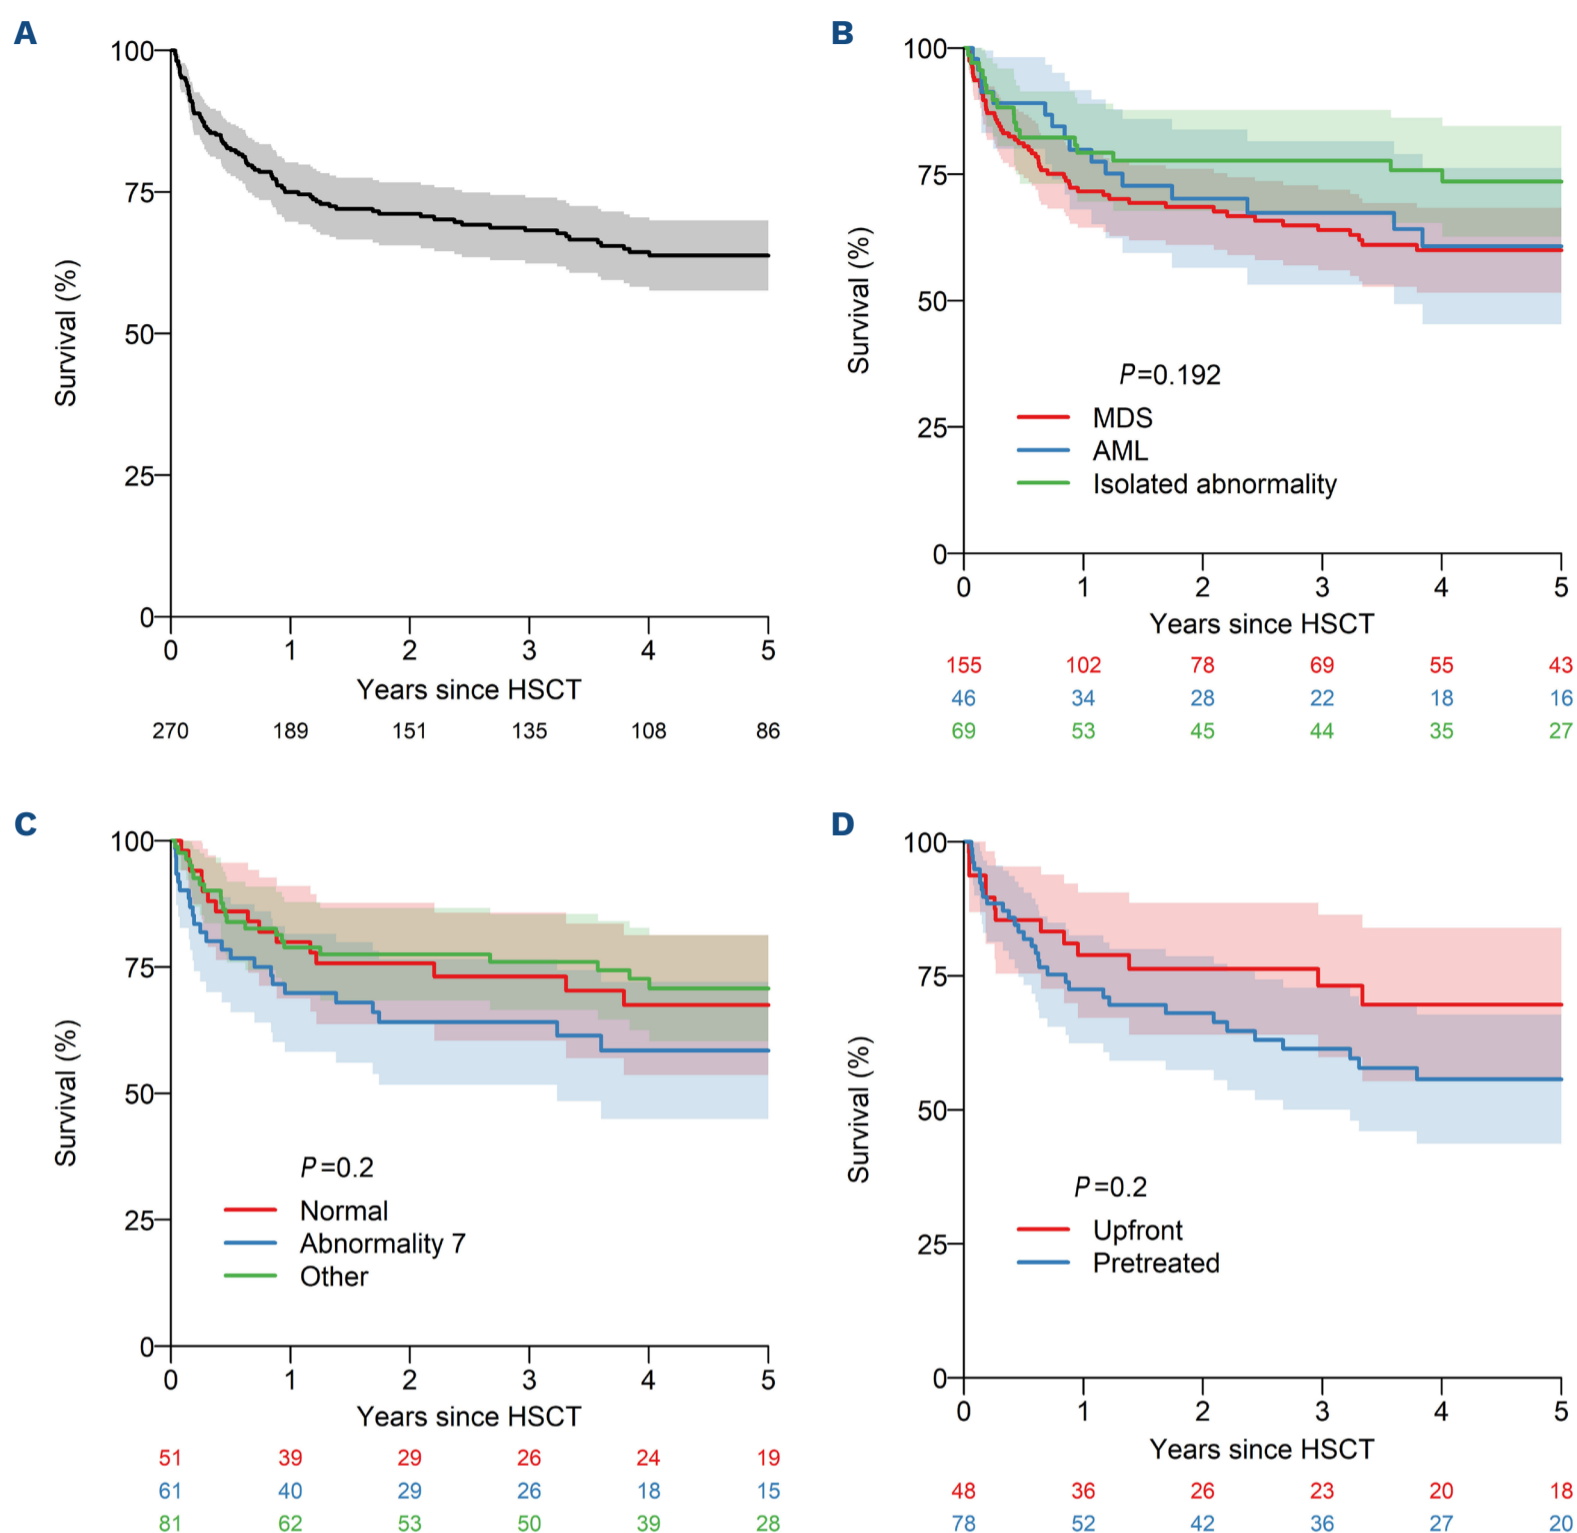 A
100
75
50
25
0
Survival (%)
0 1 2 3 4 5
Years since HSCT
270 189 151 135 108 86
B
100
75
50
25
0
Survival (%)
P=0.192
MDS
AML
Isolated abnormality
0 1 2 3 4 5
Years since HSCT
155 102 78 69 55 43
46 34 28 22 18 16
69 53 45 44 35 27
C
100
75
50
25
0
Survival (%)
P=0.2
Normal
Abnormality 7
Other
0 1 2 3 4 5
Years since HSCT
51 39 29 26 24 19
61 40 29 26 18 15
81 62 53 50 39 28
D
100
75
50
25
0
Survival (%)
P=0.2
Upfront
Pretreated
0 1 2 3 4 5
Years since HSCT
48 36 26 23 20 18
78 52 42 36 27 20